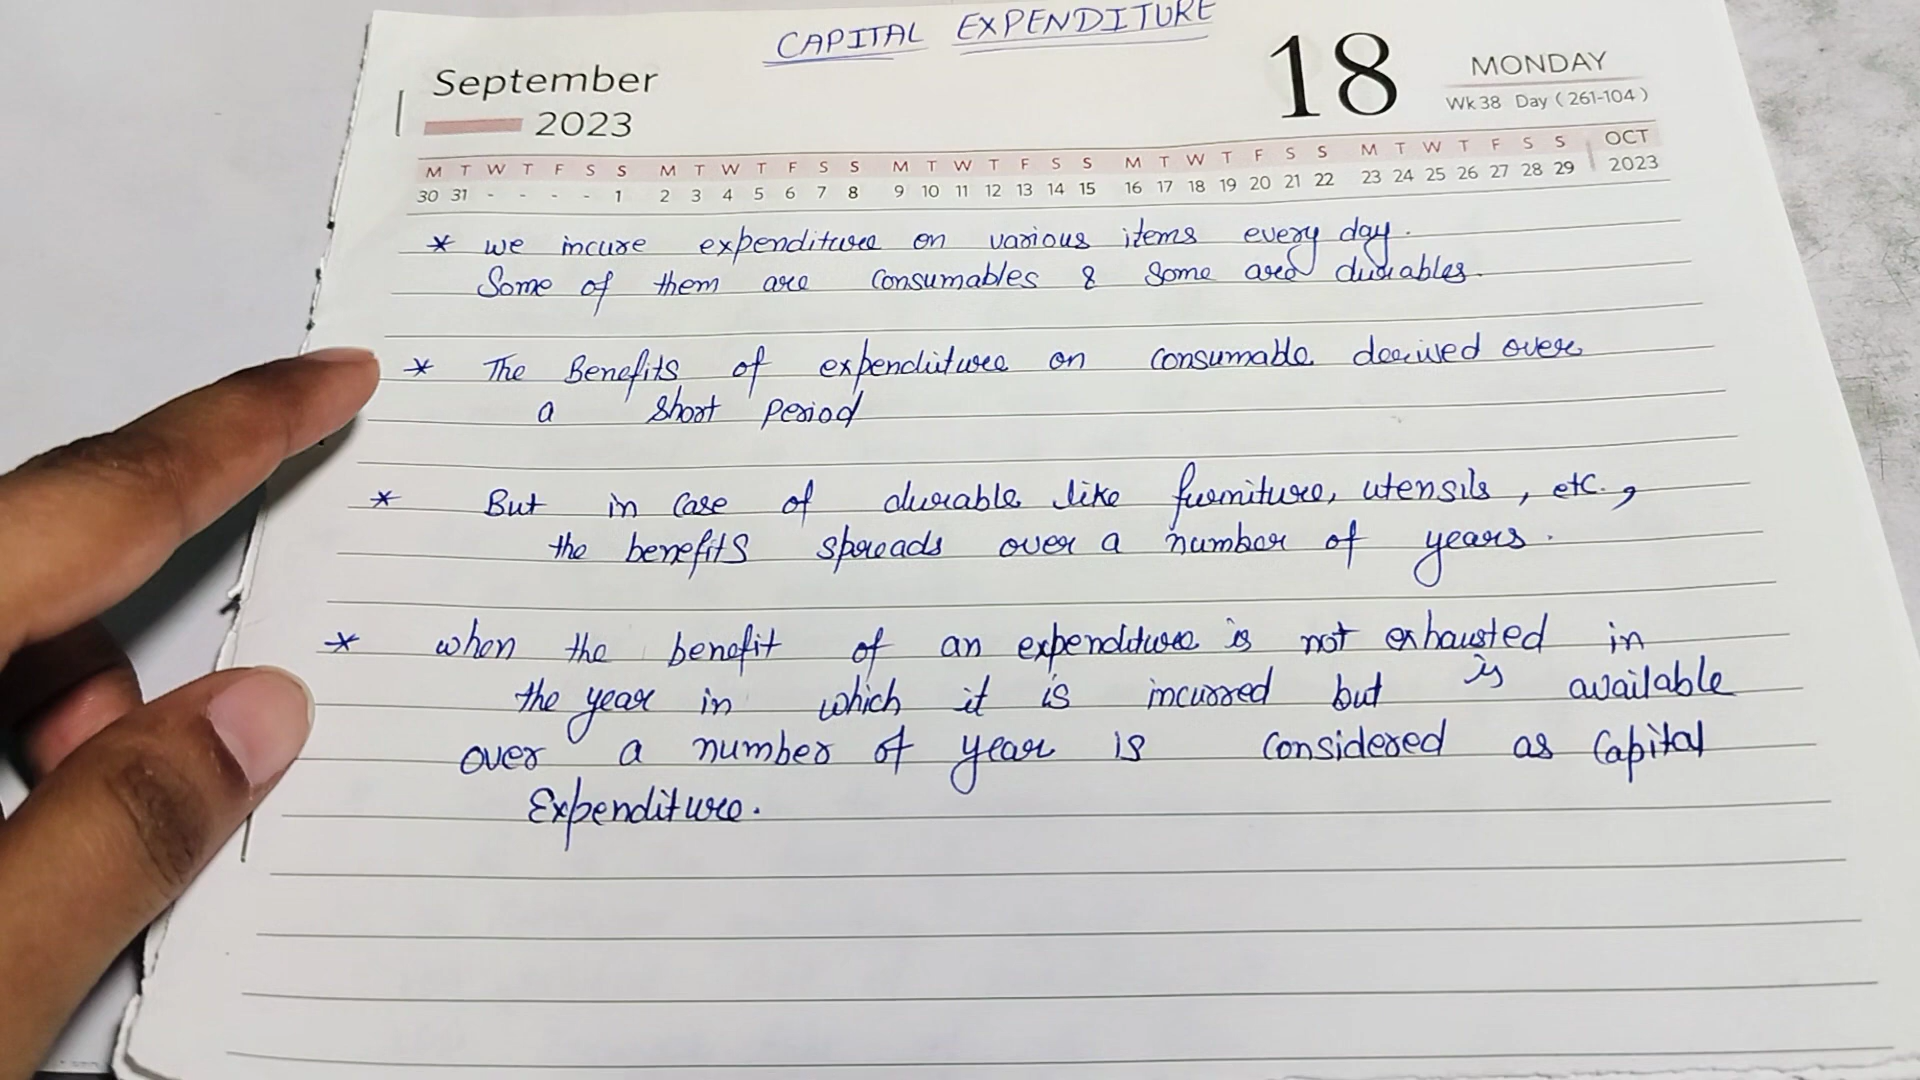 CAPITAL EXPENDITURE
September 18 MONDAY
2023 Wk 38 Day (261-104)
M T W T F S S M T W T F S S M T W T F S S M T W T F S S M T W T F S S OCT
30 31 - - - - 1 2 3 4 5 6 7 8 9 10 11 12 13 14 15 16 17 18 19 20 21 22 23 24 25 26 27 28 29 2023
* we incure expenditure on various items every day.
Some of them are Consumables & Some are durables.
* The Benefits of expenditure on consumable derived over
a short Period
* But in Case of durable like furniture, utensils, etc.,
the benefits spreads over a number of years.
* when the benefit of an expenditure is not exhausted in
the year in which it is incurred but is available
over a number of year is Considered as Capital
Expenditure.